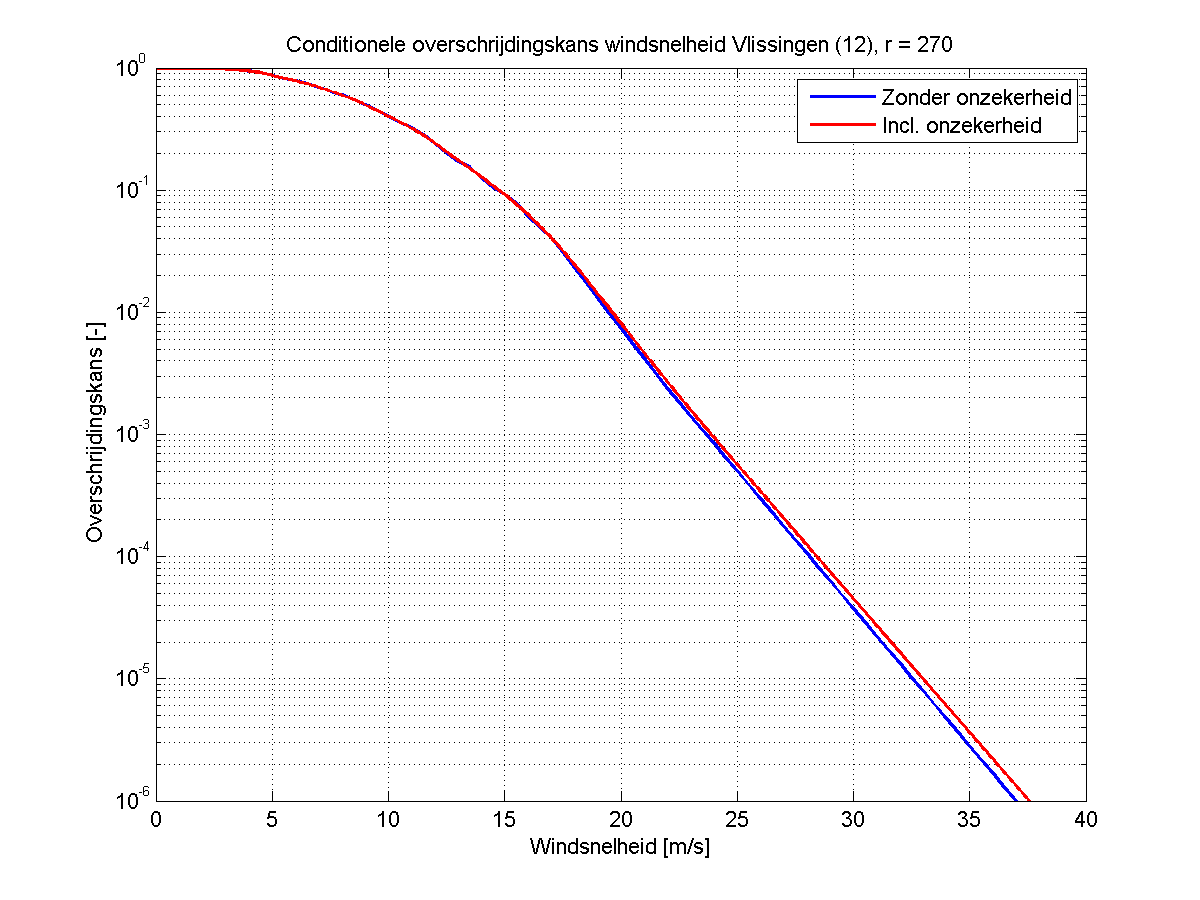 Conditionele overschrijdingskans windsnelheid Vlissingen (12), r = 270
Zonder onzekerheid
Incl. onzekerheid
10^0
10^-1
10^-2
10^-3
10^-4
10^-5
10^-6
Overschrijdingskans [-]
0 5 10 15 20 25 30 35 40
Windsnelheid [m/s]